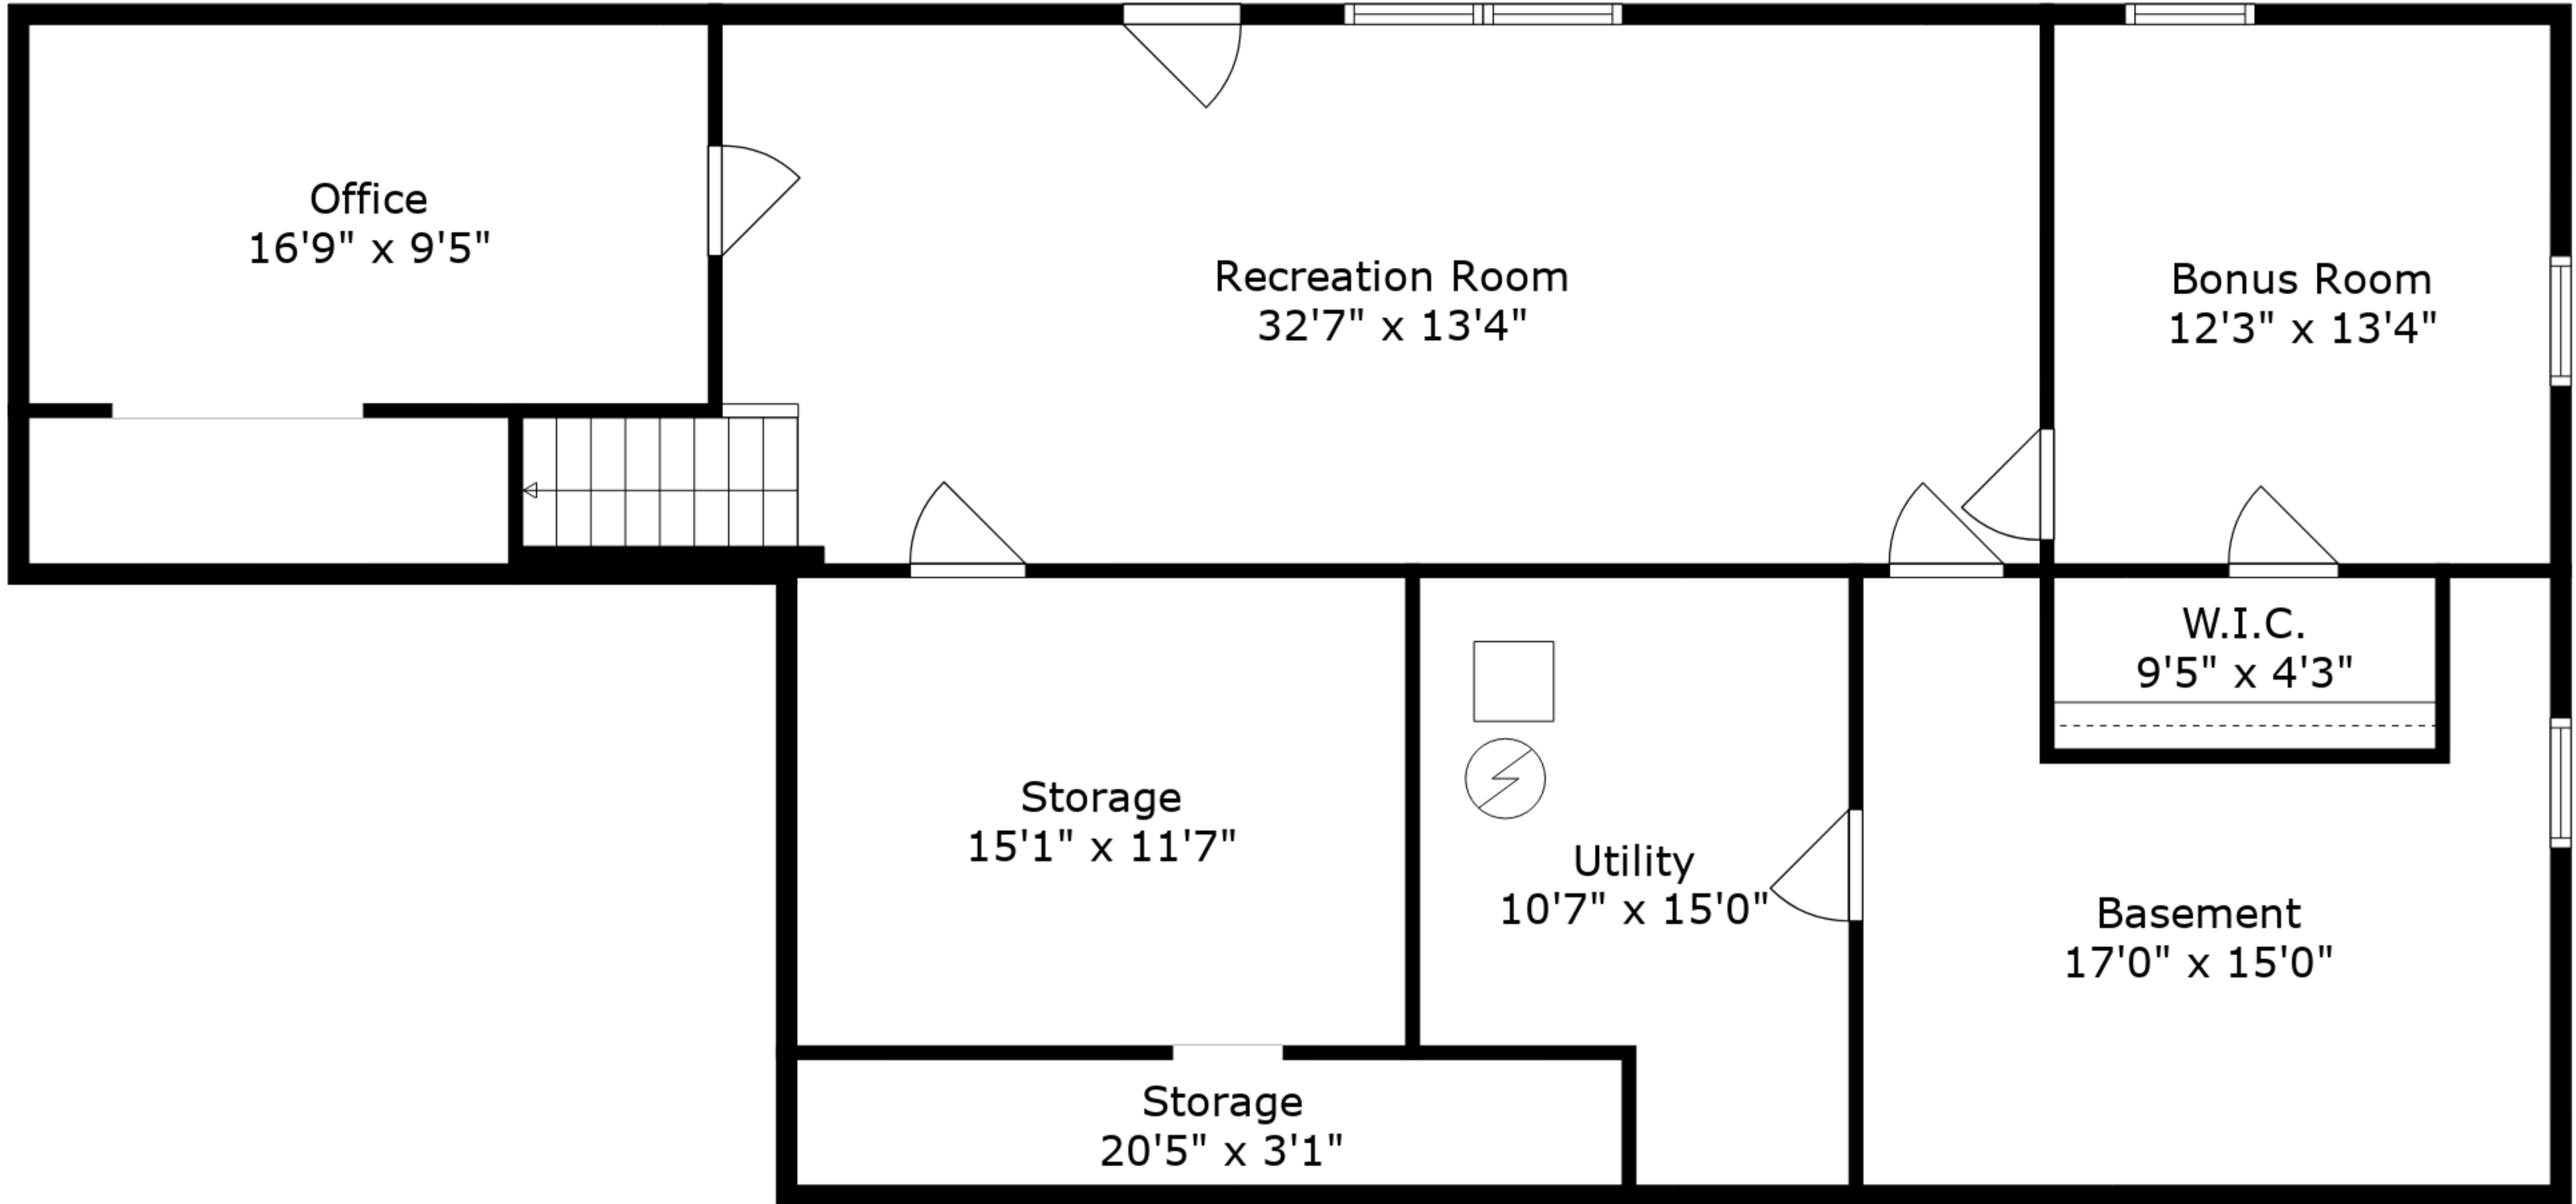 Office
16'9" x 9'5"
Recreation Room
32'7" x 13'4"
Bonus Room
12'3" x 13'4"
W.I.C.
9'5" x 4'3"
Storage
15'1" x 11'7"
Utility
10'7" x 15'0"
Basement
17'0" x 15'0"
Storage
20'5" x 3'1"